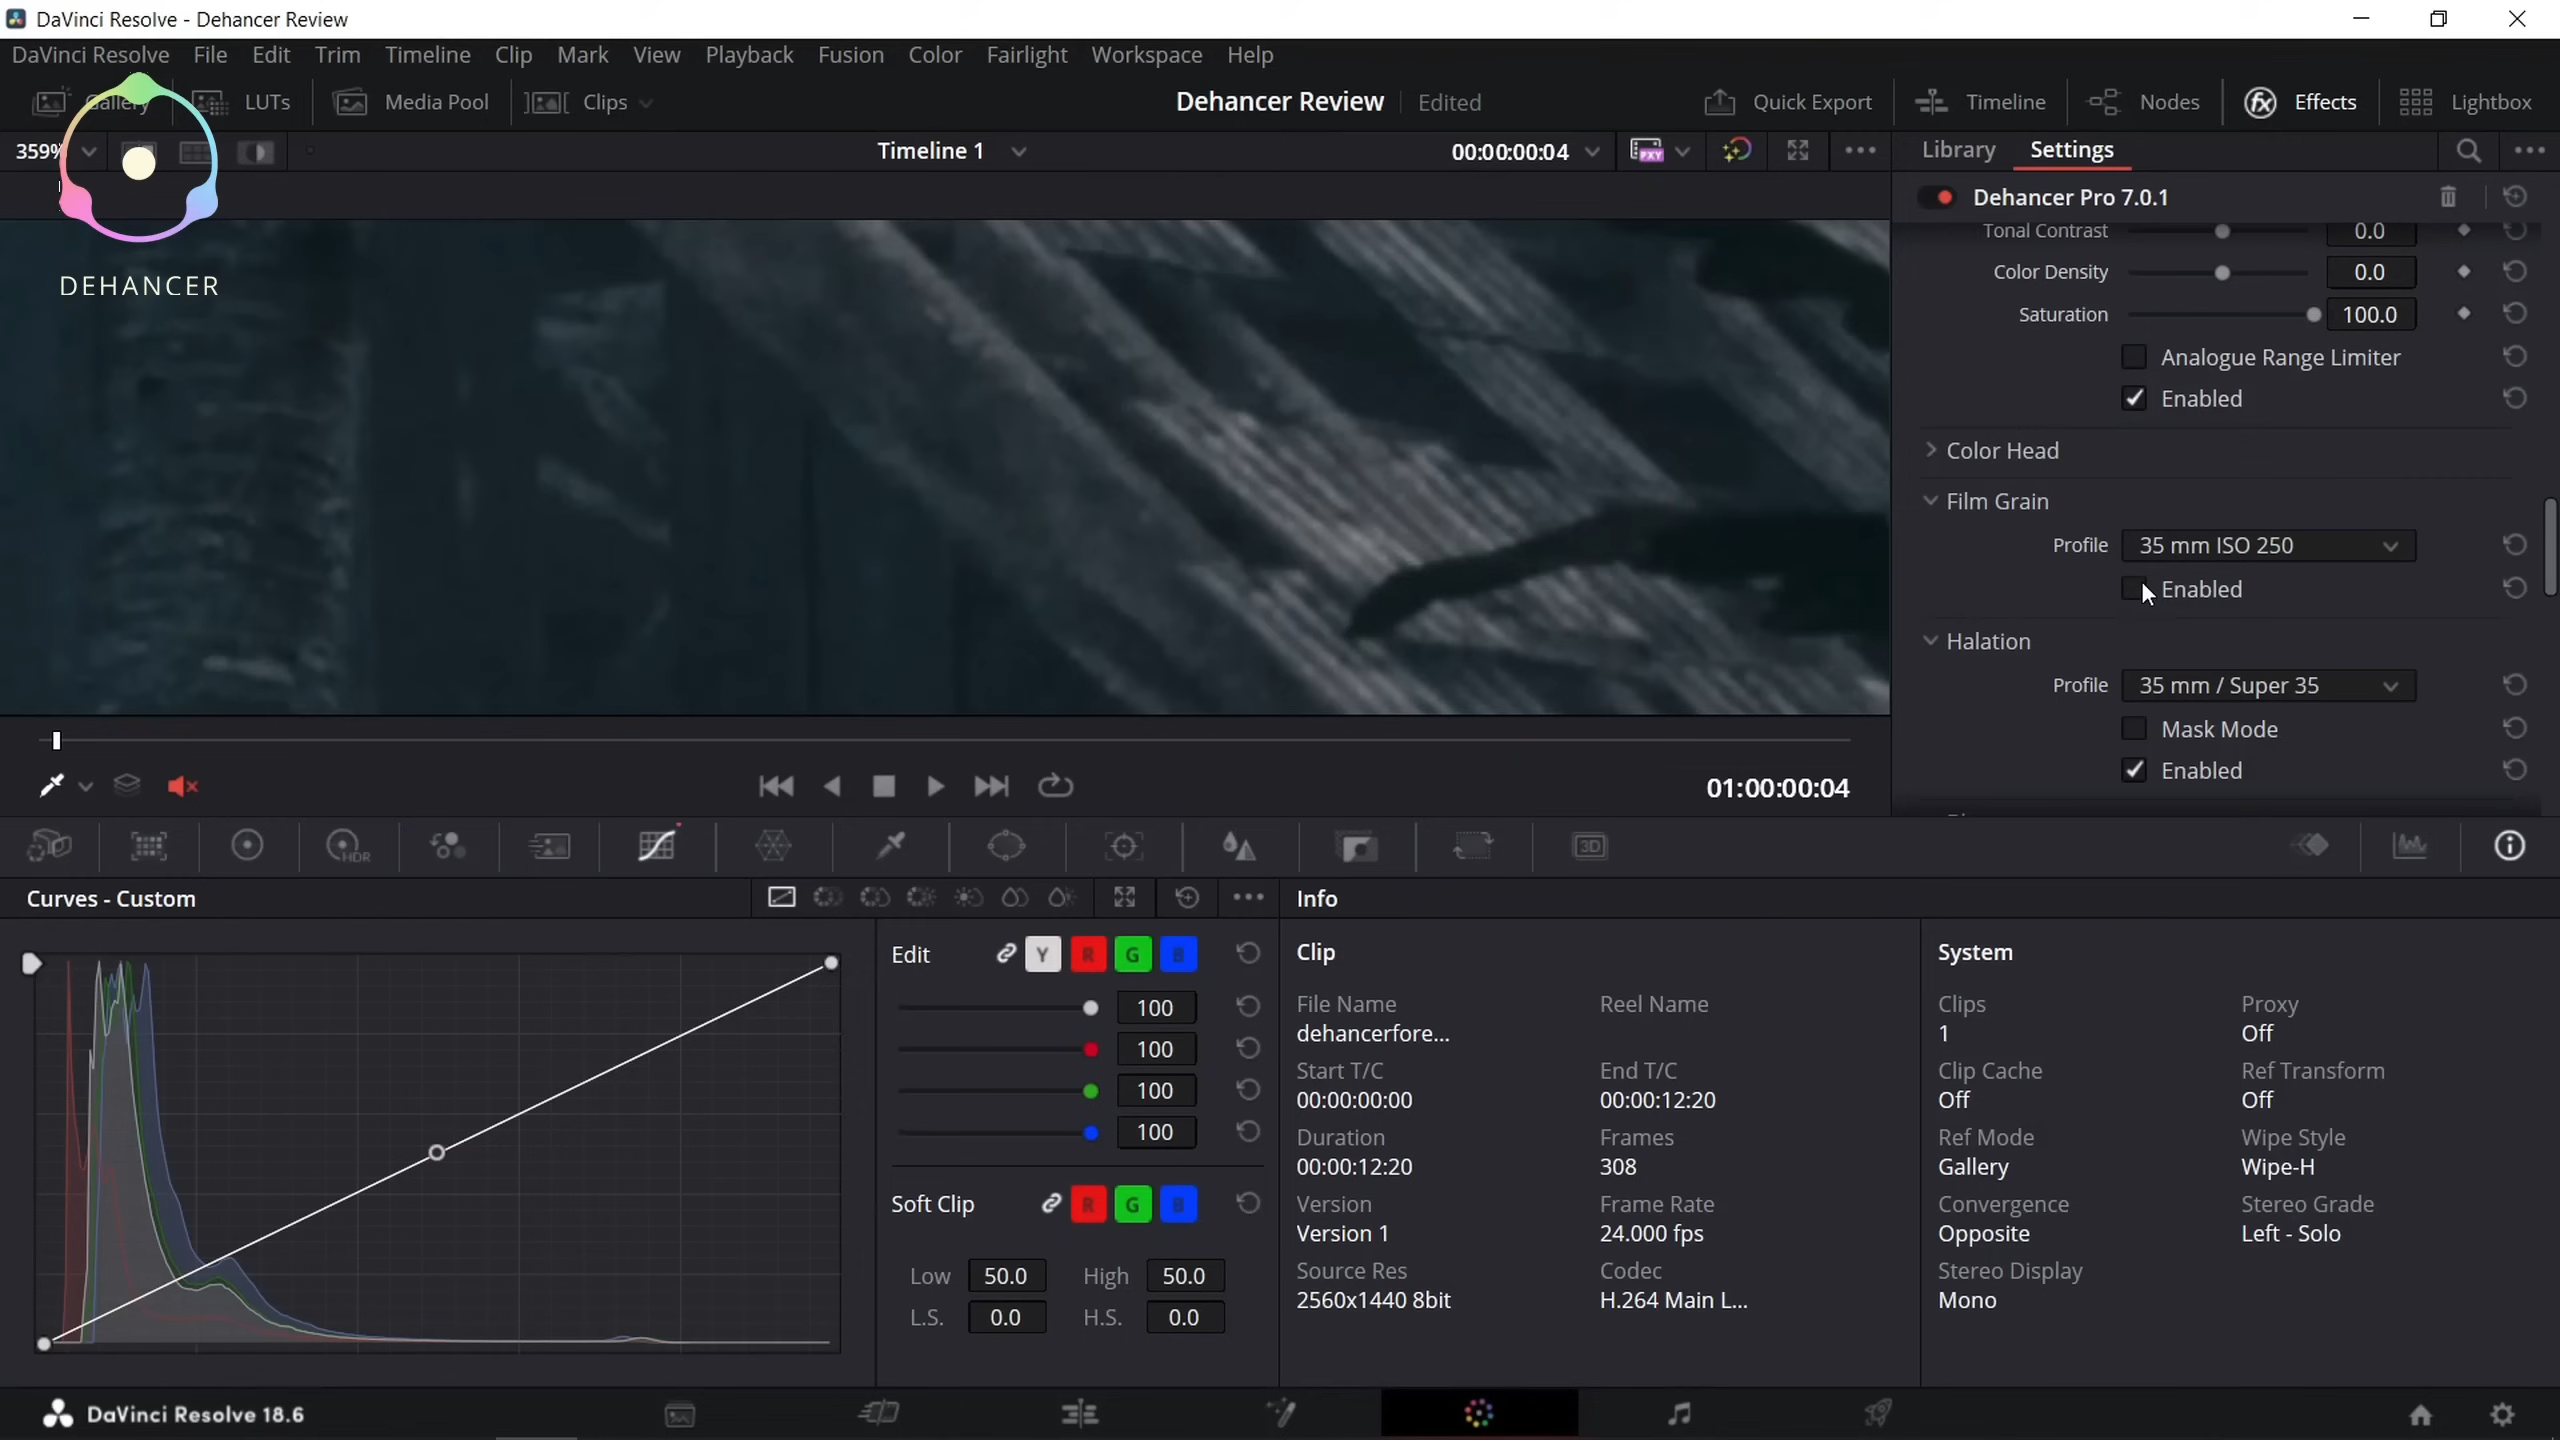 DaVinci Resolve - Dehancer Review
DaVinci Resolve File Edit Trim Timeline Clip Mark View Playback Fusion Color Fairlight Workspace Help
Gallery LUTs Media Pool Clips Dehancer Review Edited Quick Export Timeline Nodes Effects Lightbox
359% Timeline 1 00:00:00:04 PXY Library Settings
DEHANCER
Dehancer Pro 7.0.1
Tonal Contrast 0.0
Color Density 0.0
Saturation 100.0
Analogue Range Limiter
Enabled
Color Head
Film Grain
Profile 35 mm ISO 250
Enabled
Halation
Profile 35 mm / Super 35
Mask Mode
Enabled
01:00:00:04
HDR 3D
Curves - Custom
Edit Y R G B
100
100
100
100
Soft Clip R G B
Low 50.0 High 50.0
L.S. 0.0 H.S. 0.0
Info
Clip
File Name Reel Name
dehancerfore...
Start T/C End T/C
00:00:00:00 00:00:12:20
Duration Frames
00:00:12:20 308
Version Frame Rate
Version 1 24.000 fps
Source Res Codec
2560x1440 8bit H.264 Main L...
System
Clips Proxy
1 Off
Clip Cache Ref Transform
Off Off
Ref Mode Wipe Style
Gallery Wipe-H
Convergence Stereo Grade
Opposite Left - Solo
Stereo Display
Mono
DaVinci Resolve 18.6